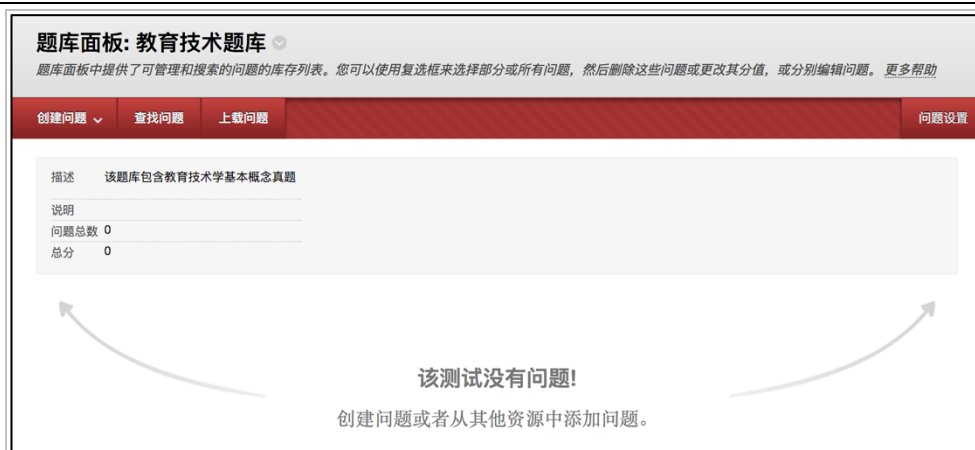 题库面板: 教育技术题库
题库面板中提供了可管理和搜索的问题的库存列表。您可以使用复选框来选择部分或所有问题，然后删除这些问题或更改其分值，或分别编辑问题。 更多帮助
创建问题 查找问题 上载问题 问题设置
描述 该题库包含教育技术学基本概念真题
说明
问题总数 0
总分 0
该测试没有问题!
创建问题或者从其他资源中添加问题。